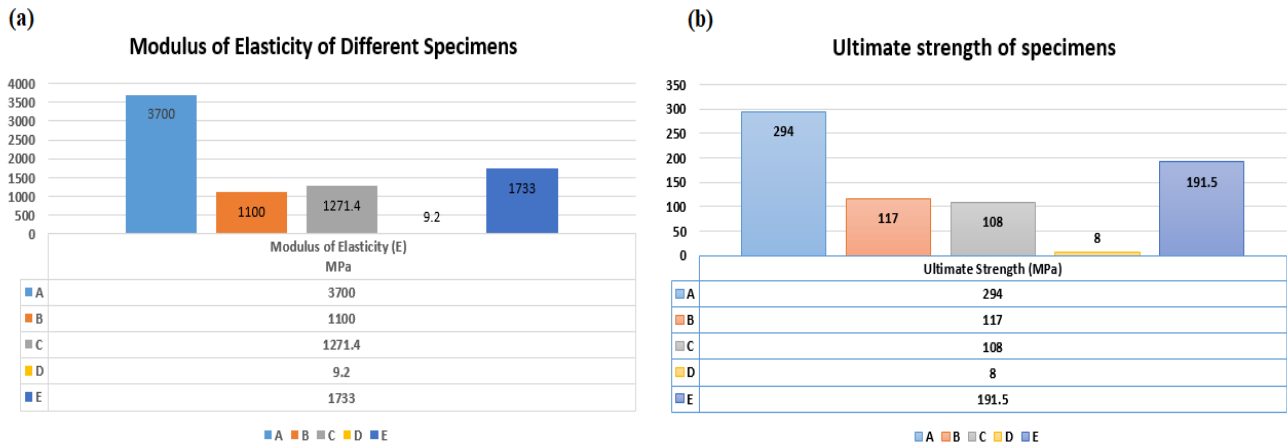 (a)
Modulus of Elasticity of Different Specimens
4000
3500
3000
2500
2000
1500
1000
500
0
3700
1100
1271.4
9.2
1733
Modulus of Elasticity (E)
MPa
A 3700
B 1100
C 1271.4
D 9.2
E 1733
A B C D E
(b)
Ultimate strength of specimens
350
300
250
200
150
100
50
0
294
117
108
8
191.5
Ultimate Strength (MPa)
A 294
B 117
C 108
D 8
E 191.5
A B C D E